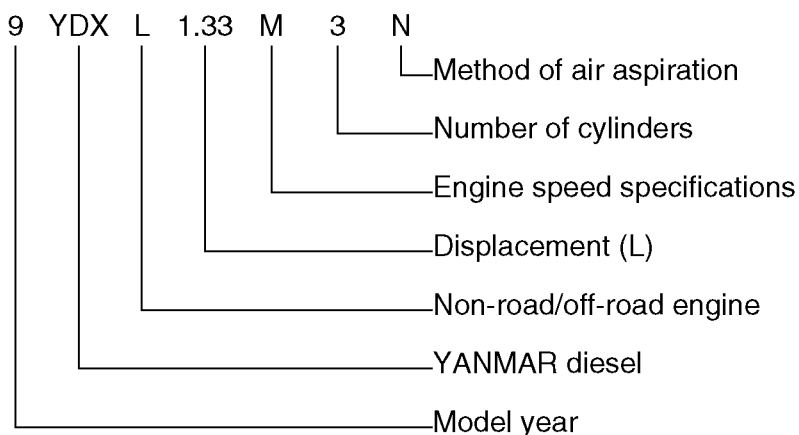 9 YDX L 1.33 M 3 N
Method of air aspiration
Number of cylinders
Engine speed specifications
Displacement (L)
Non-road/off-road engine
YANMAR diesel
Model year